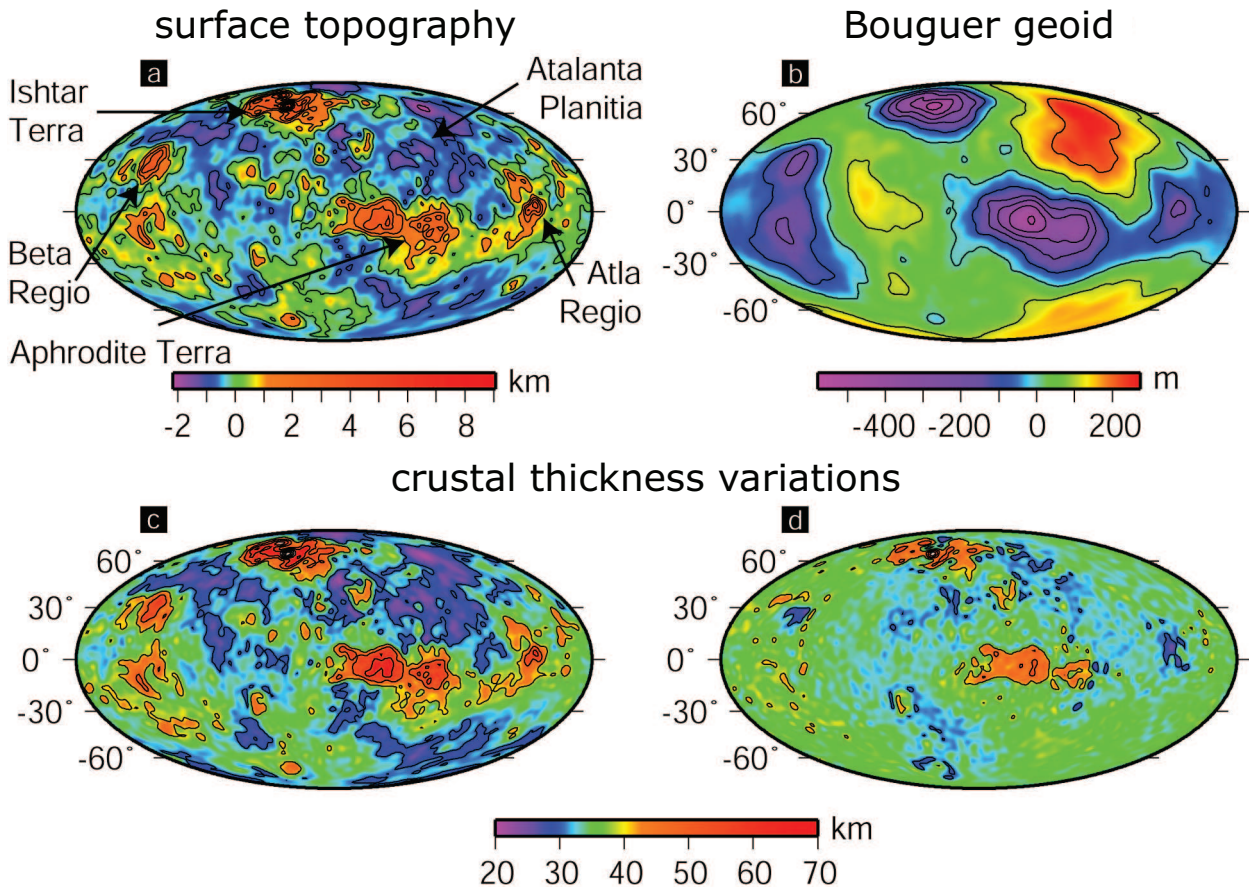 surface topography
Bouguer geoid
a
b
Ishtar
Terra
Atalanta
Planitia
60°
30°
0°
-30°
-60°
Beta
Regio
Atla
Regio
Aphrodite Terra
km
-2 0 2 4 6 8
m
-400 -200 0 200
crustal thickness variations
c
d
60°
30°
0°
-30°
-60°
60°
30°
0°
-30°
-60°
km
20 30 40 50 60 70